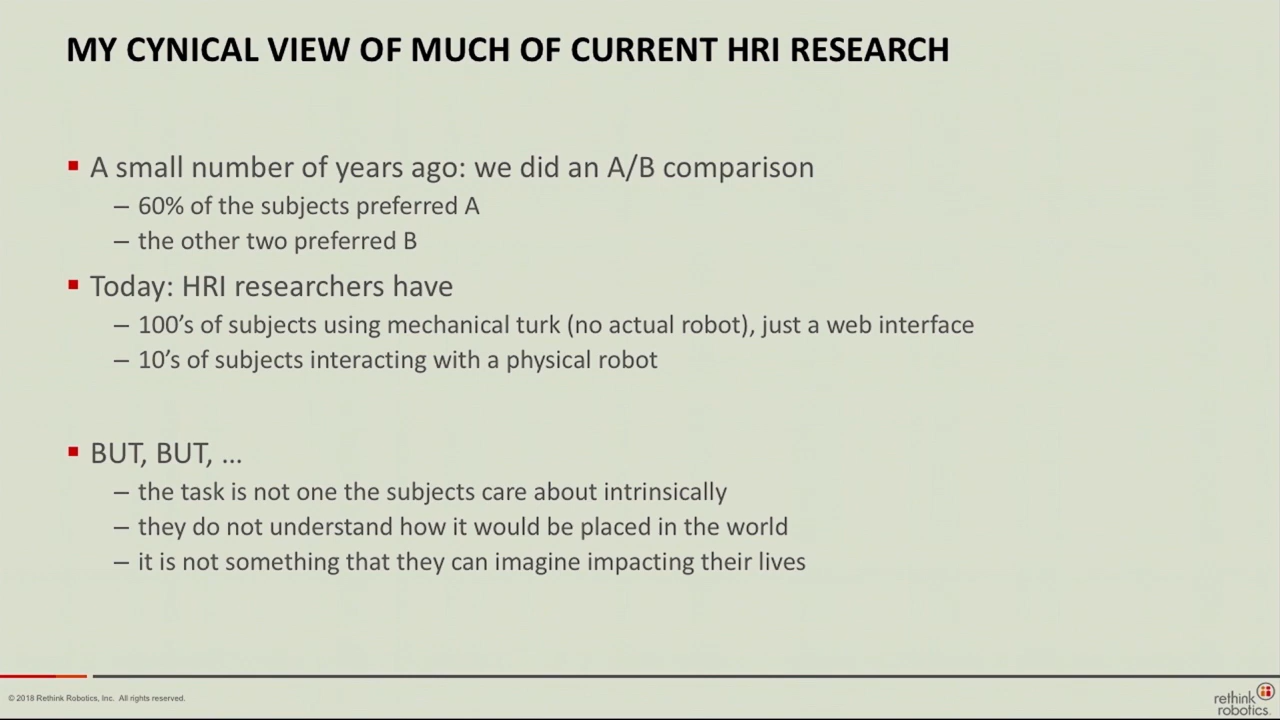 MY CYNICAL VIEW OF MUCH OF CURRENT HRI RESEARCH
▪ A small number of years ago: we did an A/B comparison
– 60% of the subjects preferred A
– the other two preferred B
▪ Today: HRI researchers have
– 100’s of subjects using mechanical turk (no actual robot), just a web interface
– 10’s of subjects interacting with a physical robot
▪ BUT, BUT, …
– the task is not one the subjects care about intrinsically
– they do not understand how it would be placed in the world
– it is not something that they can imagine impacting their lives
© 2018 Rethink Robotics, Inc. All rights reserved.
rethink
robotics.